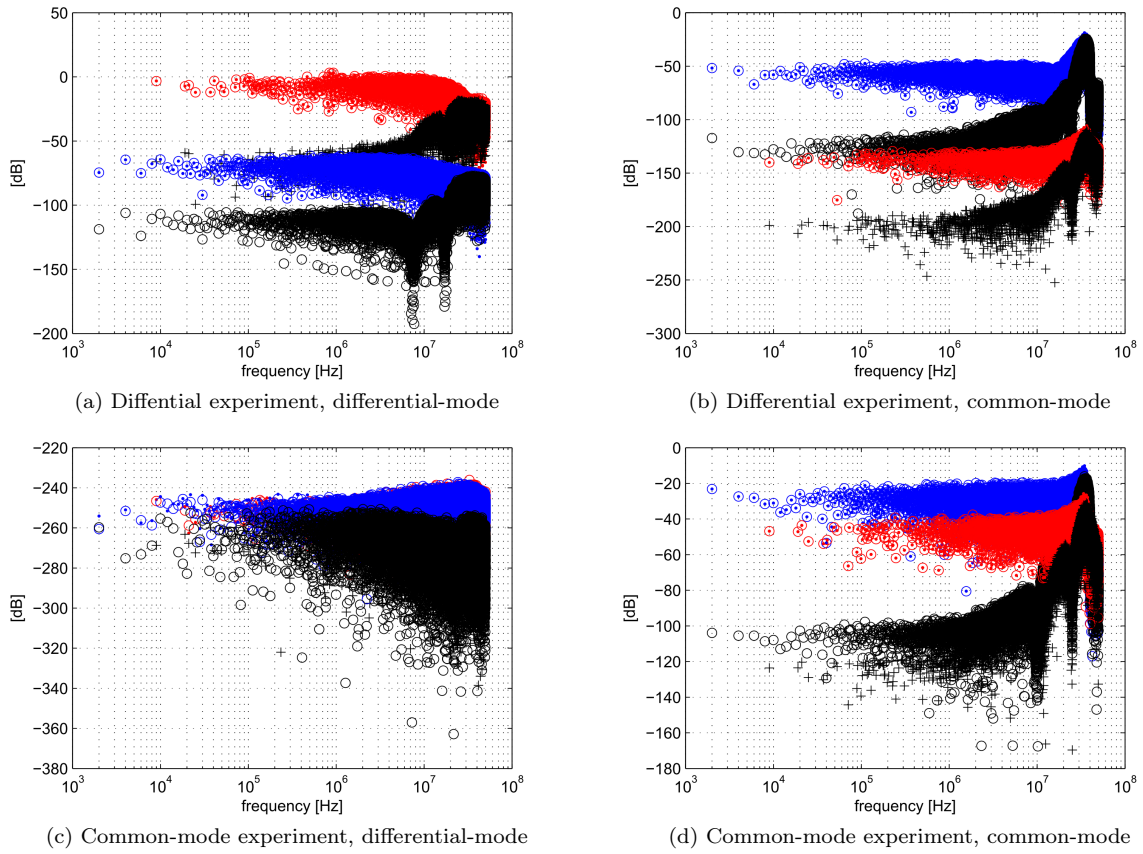 50
0
−50
−100
−150
−200
[dB]
10^3 10^4 10^5 10^6 10^7 10^8
frequency [Hz]
(a) Diffential experiment, differential-mode
0
−50
−100
−150
−200
−250
−300
[dB]
10^3 10^4 10^5 10^6 10^7 10^8
frequency [Hz]
(b) Differential experiment, common-mode
−220
−240
−260
−280
−300
−320
−340
−360
−380
[dB]
10^3 10^4 10^5 10^6 10^7 10^8
frequency [Hz]
(c) Common-mode experiment, differential-mode
0
−20
−40
−60
−80
−100
−120
−140
−160
−180
[dB]
10^3 10^4 10^5 10^6 10^7 10^8
frequency [Hz]
(d) Common-mode experiment, common-mode